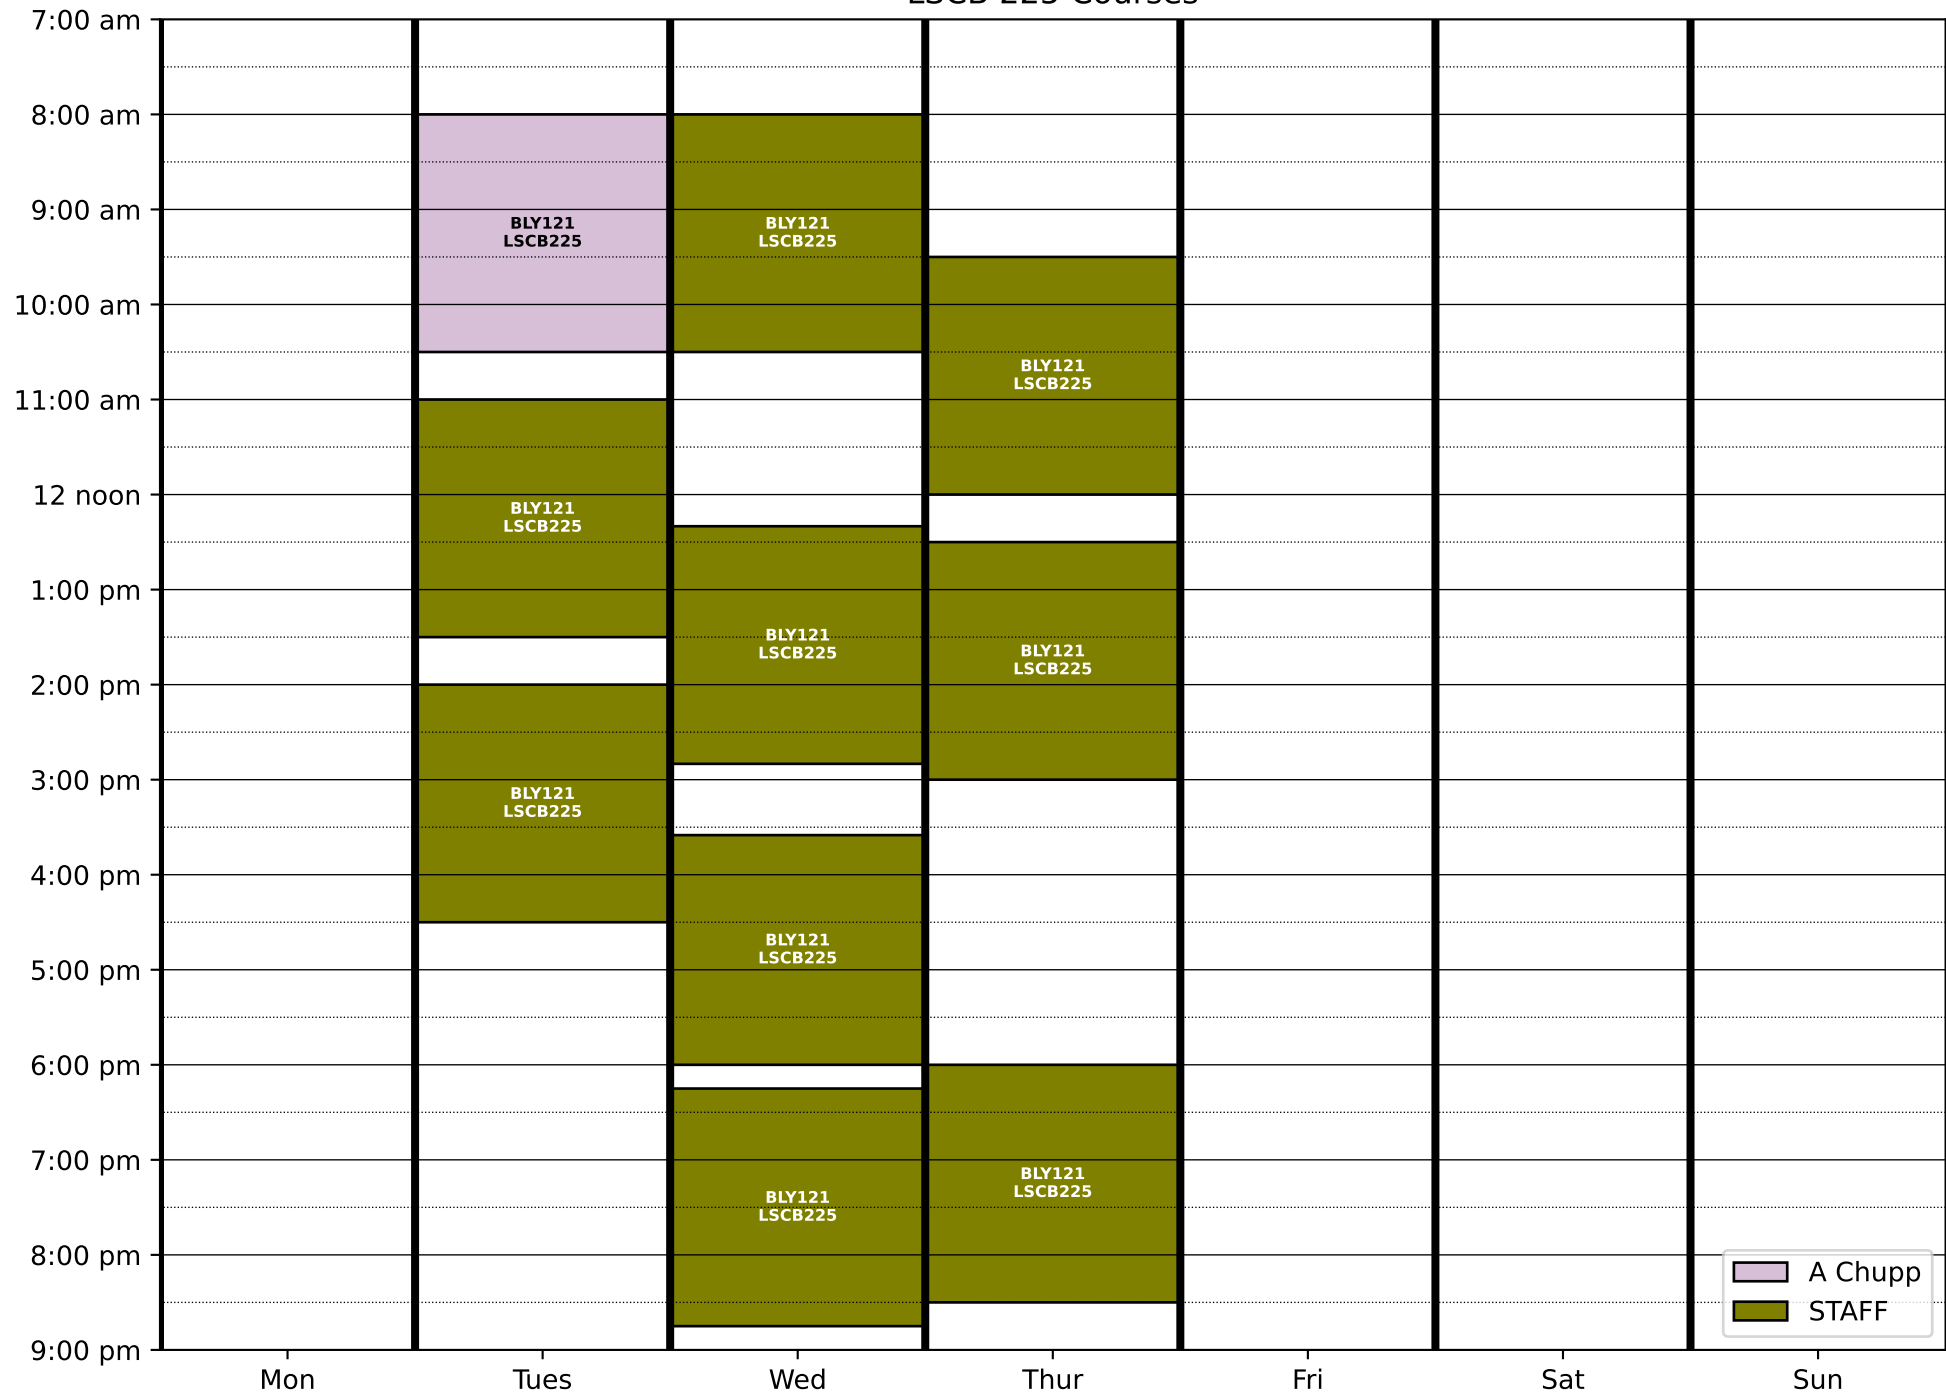 LSCB 225 Courses
7:00 am
8:00 am
9:00 am
10:00 am
11:00 am
12 noon
1:00 pm
2:00 pm
3:00 pm
4:00 pm
5:00 pm
6:00 pm
7:00 pm
8:00 pm
9:00 pm
BLY121
LSCB225
BLY121
LSCB225
BLY121
LSCB225
BLY121
LSCB225
BLY121
LSCB225
BLY121
LSCB225
BLY121
LSCB225
BLY121
LSCB225
BLY121
LSCB225
BLY121
LSCB225
A Chupp
STAFF
Mon
Tues
Wed
Thur
Fri
Sat
Sun